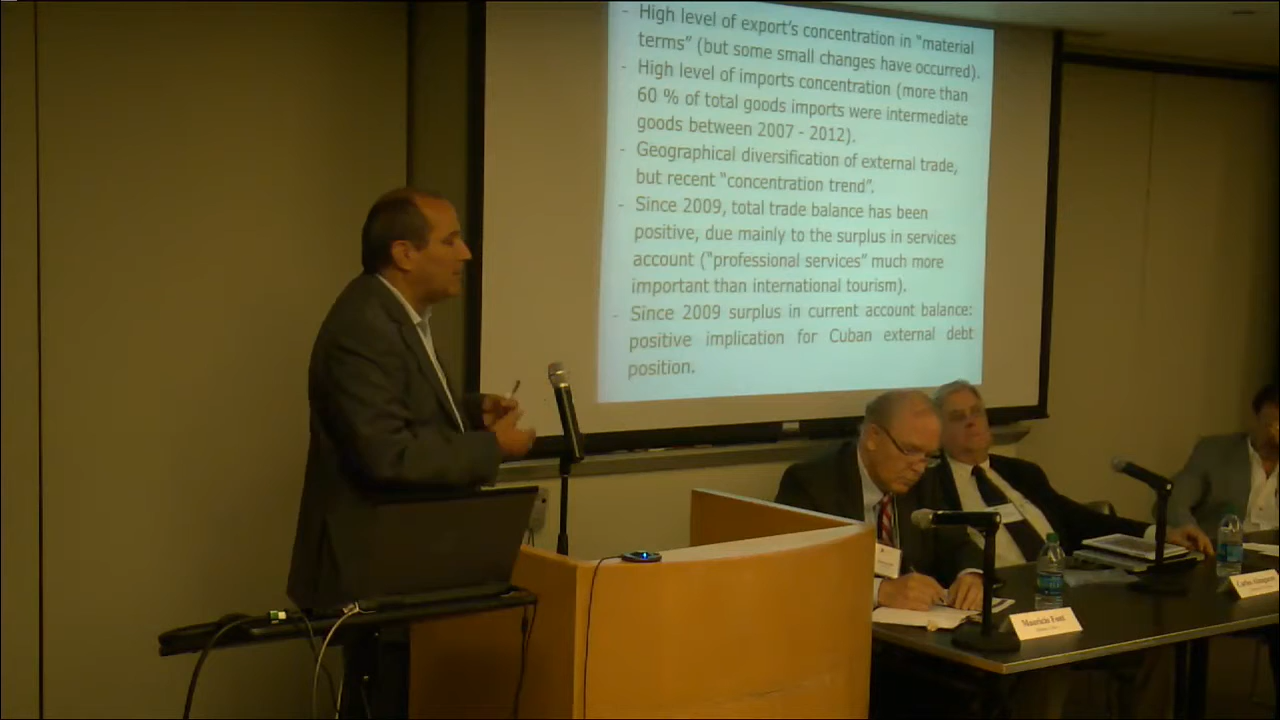 - High level of export's concentration in "material
terms" (but some small changes have occurred).
- High level of imports concentration (more than
60 % of total goods imports were intermediate
goods between 2007 - 2012).
- Geographical diversification of external trade,
but recent "concentration trend".
- Since 2009, total trade balance has been
positive, due mainly to the surplus in services
account ("professional services" much more
important than international tourism).
- Since 2009 surplus in current account balance:
positive implication for Cuban external debt
position.
Mauricio Font
Carlos